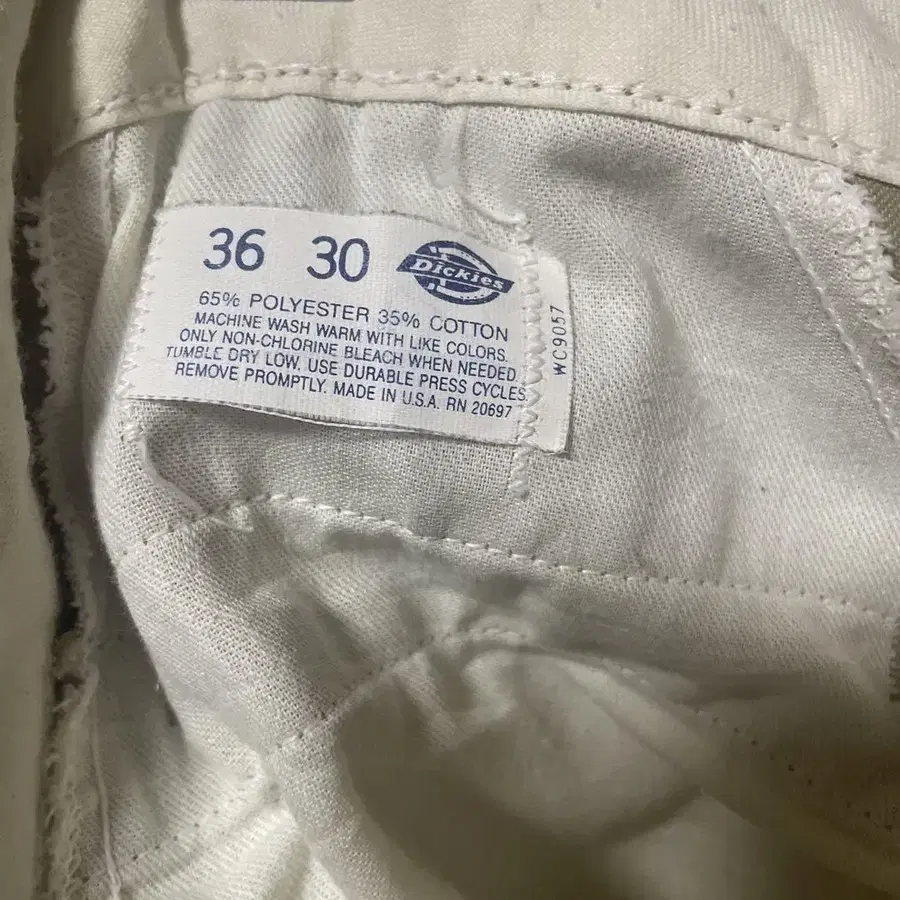 36 30 Dickies
65% POLYESTER 35% COTTON
MACHINE WASH WARM WITH LIKE COLORS.
ONLY NON-CHLORINE BLEACH WHEN NEEDED.
TUMBLE DRY LOW. USE DURABLE PRESS CYCLES.
REMOVE PROMPTLY. MADE IN U.S.A. RN 20697
WC9057